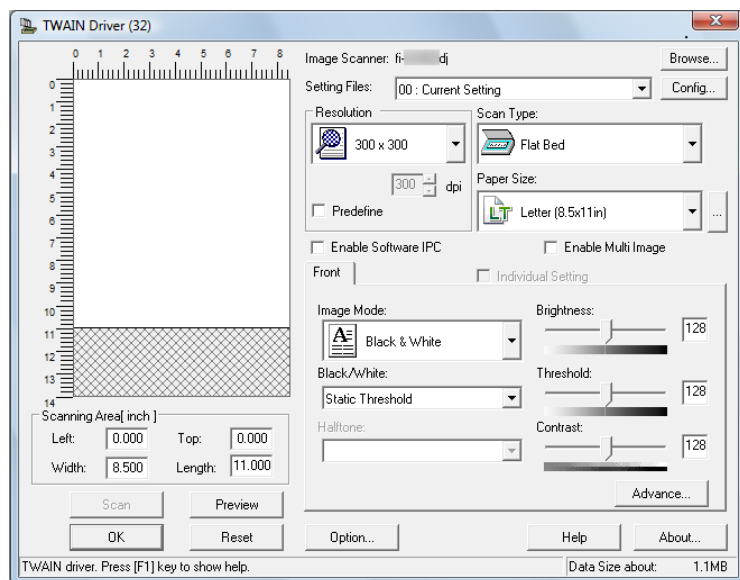 TWAIN Driver (32)
0 1 2 3 4 5 6 7 8
0
1
2
3
4
5
6
7
8
9
10
11
12
13
14
Scanning Area[ inch ]
Left: 0.000 Top: 0.000
Width: 8.500 Length: 11.000
Scan Preview
OK Reset
Image Scanner: fi- dj
Browse...
Setting Files: 00 : Current Setting
Config...
Resolution
300 x 300
300 dpi
Predefine
Scan Type:
Flat Bed
Paper Size:
LT Letter (8.5x11in)
...
Enable Software IPC
Enable Multi Image
Front
Individual Setting
Image Mode:
A Black & White
Black/White:
Static Threshold
Halftone:
Brightness:
128
Threshold:
128
Contrast:
128
Advance...
Option... Help About...
TWAIN driver. Press [F1] key to show help. Data Size about: 1.1MB